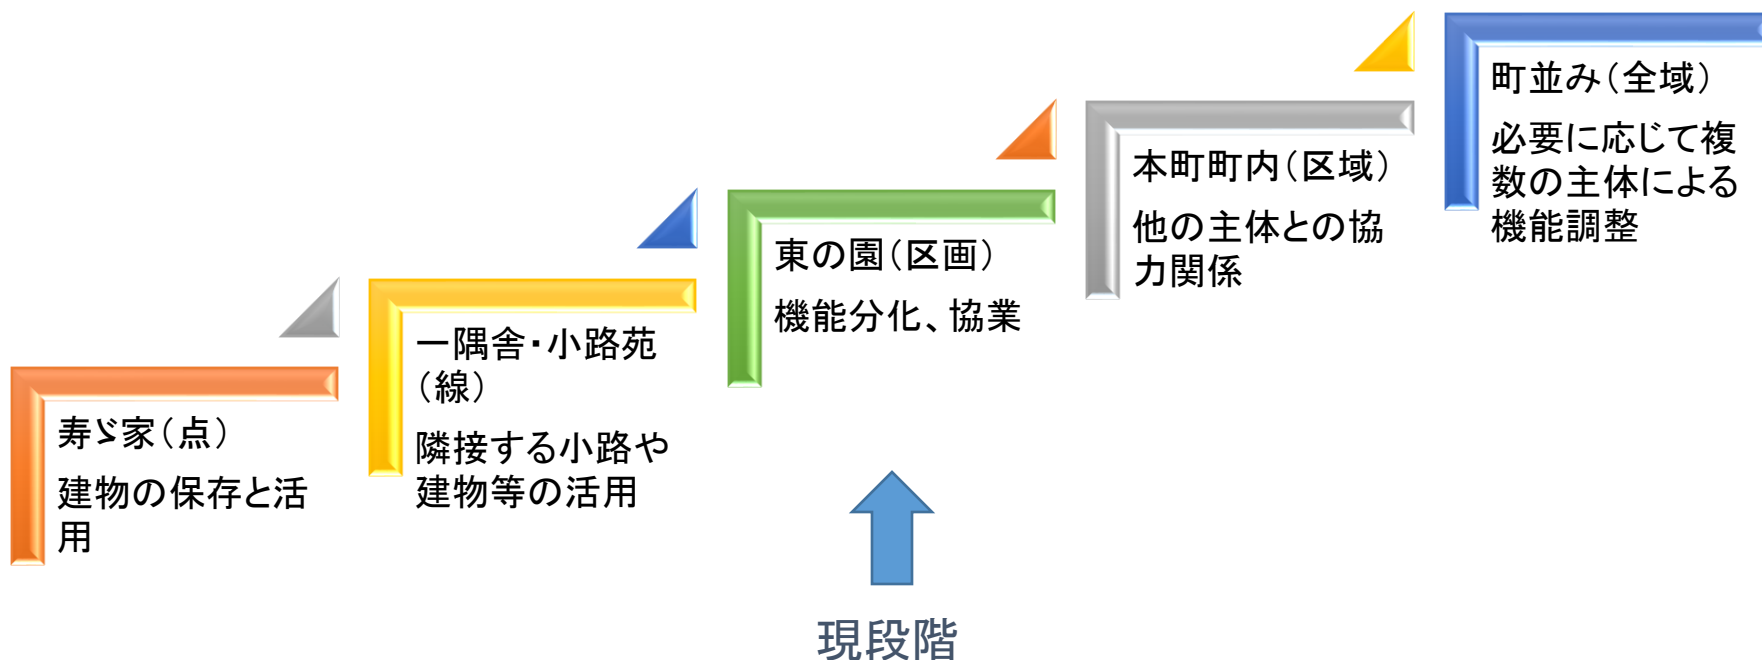 寿ゞ家（点）
建物の保存と活
用
一隅舎・小路苑
（線）
隣接する小路や
建物等の活用
東の園（区画）
機能分化、協業
本町町内（区域）
他の主体との協
力関係
町並み（全域）
必要に応じて複
数の主体による
機能調整
現段階